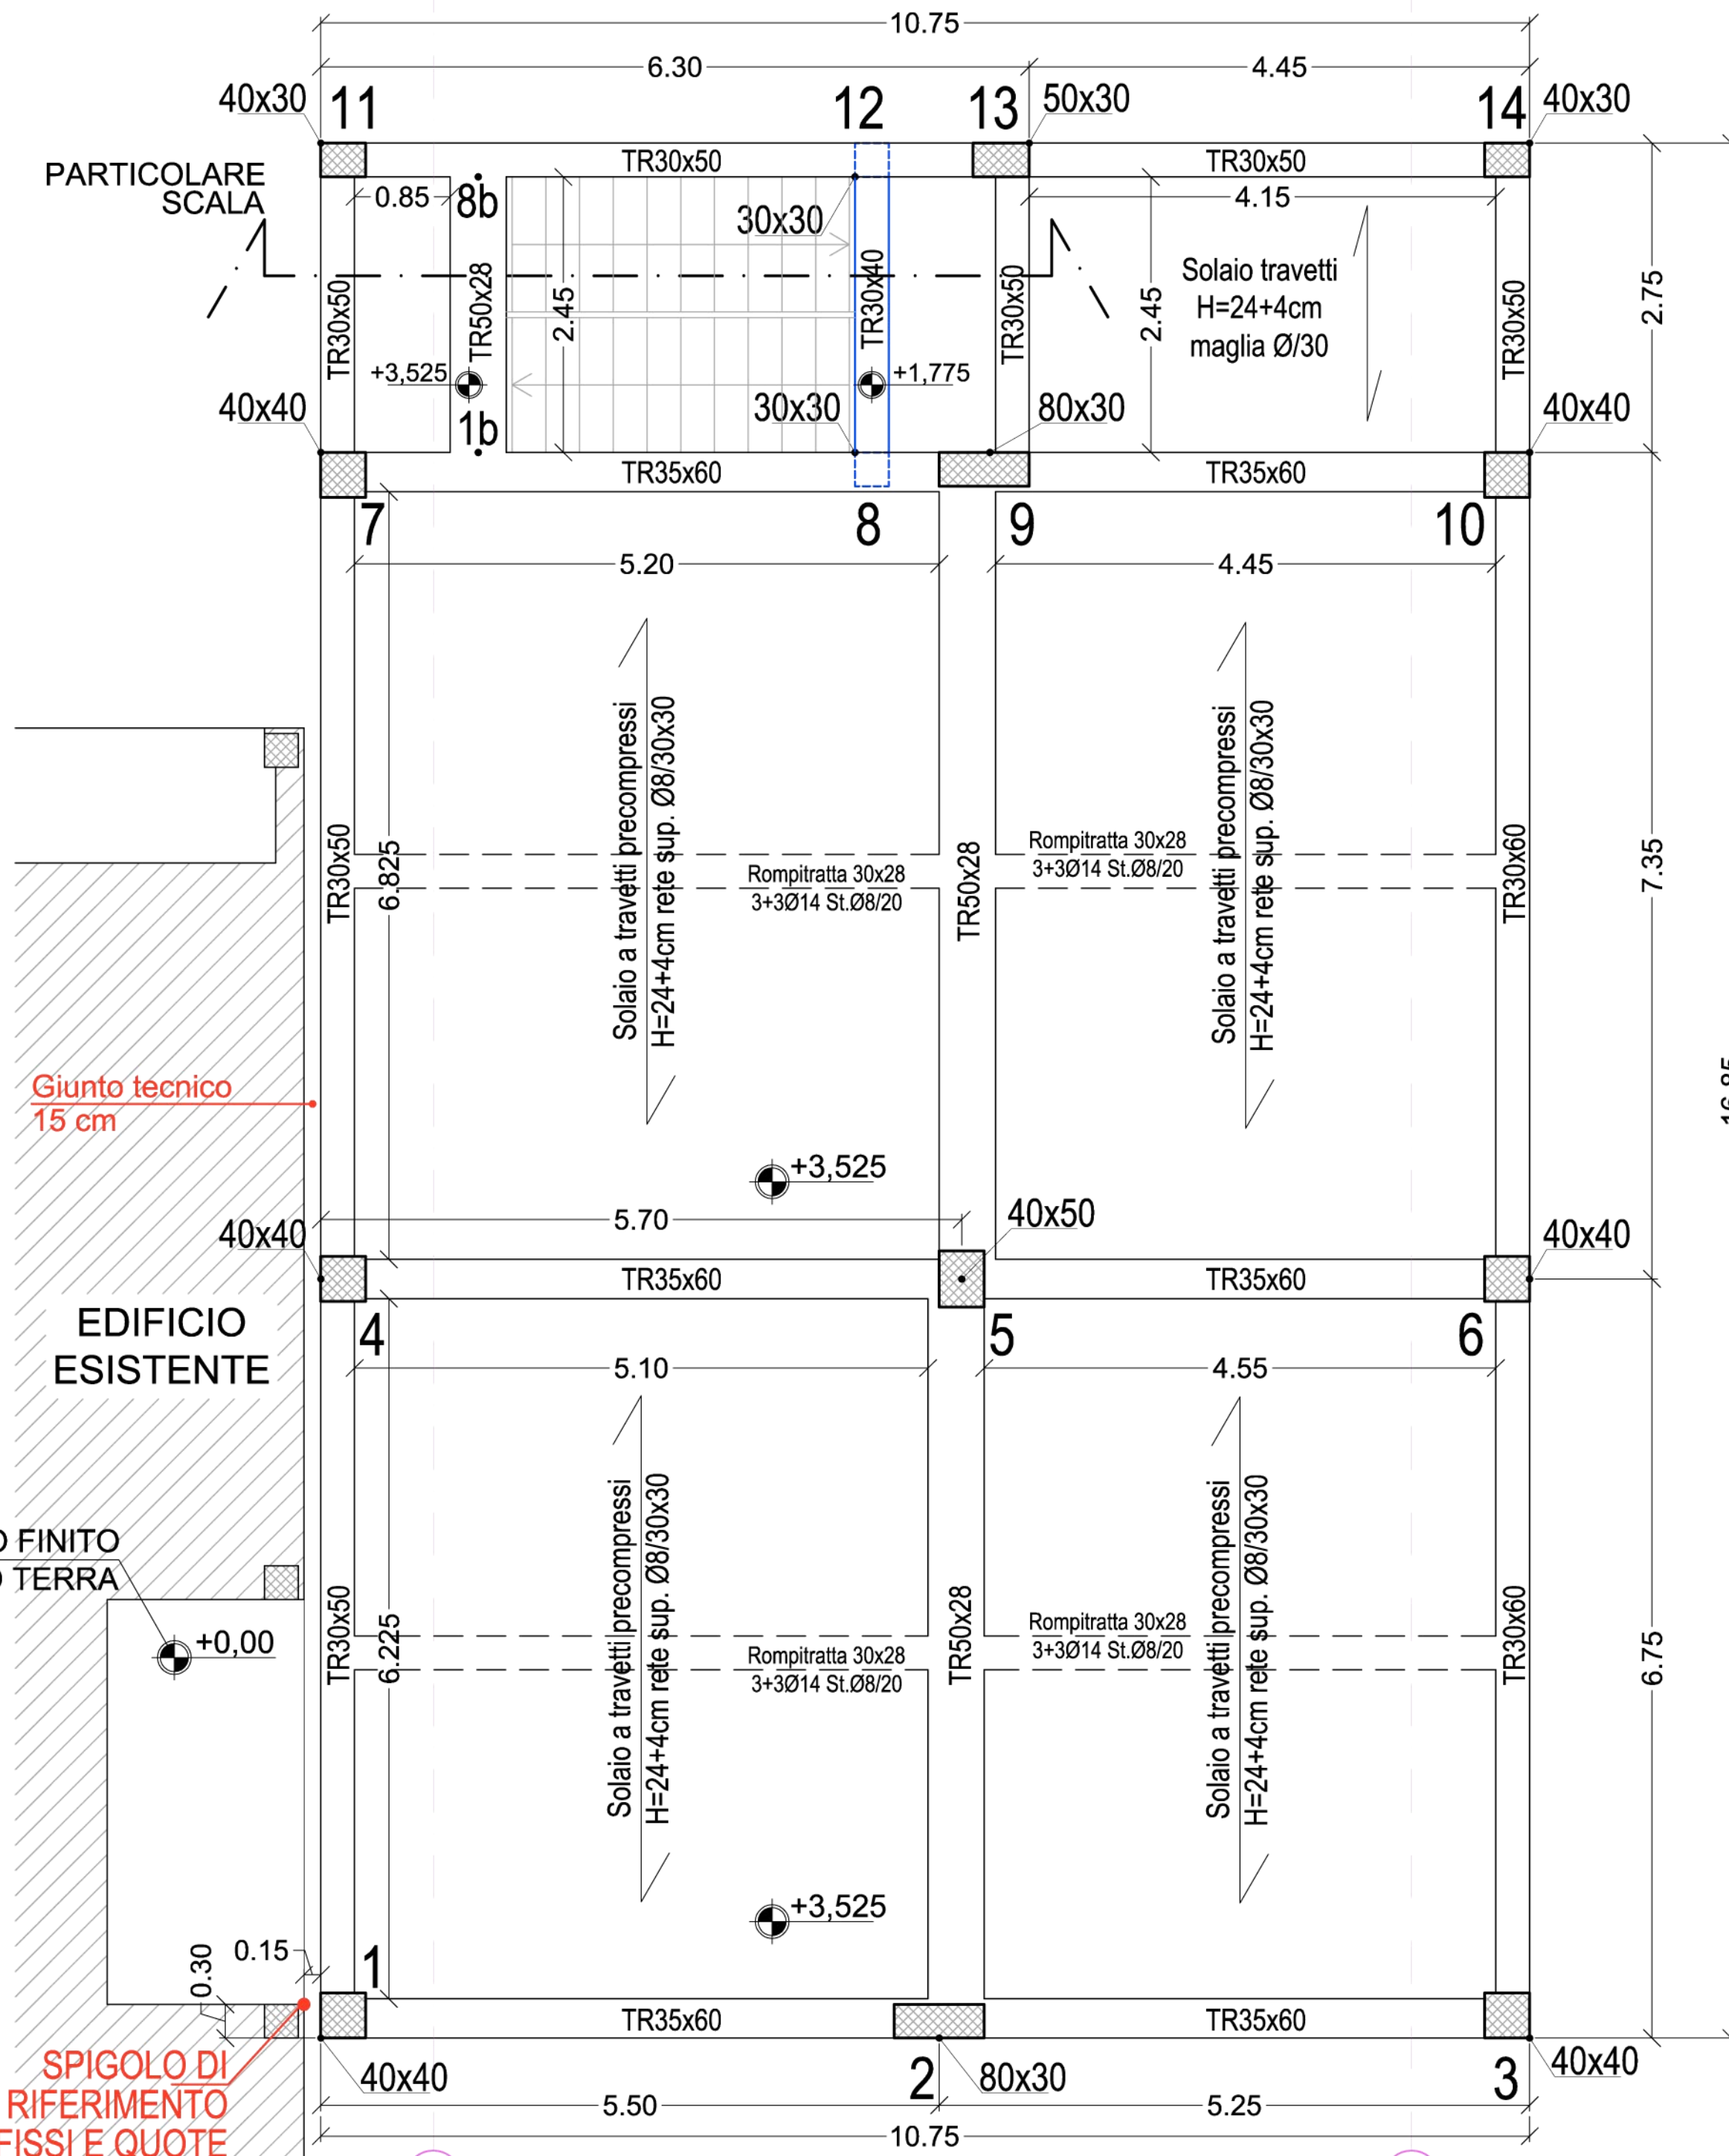 10.75
6.30
4.45
40x30
11
12
13
50x30
14
40x30
PARTICOLARE
SCALA
TR30x50
TR30x50
0.85
8b
30x30
4.15
TR30x50
TR50x28
2.45
TR30x40
TR30x50
2.45
Solaio travetti
H=24+4cm
maglia Ø/30
TR30x50
2.75
+3,525
+1,775
40x40
1b
30x30
80x30
40x40
TR35x60
TR35x60
7
8
9
10
5.20
4.45
Solaio a travetti precompressi
H=24+4cm rete sup. Ø8/30x30
Solaio a travetti precompressi
H=24+4cm rete sup. Ø8/30x30
TR30x50
6.825
Rompitratta 30x28
3+3Ø14 St.Ø8/20
TR50x28
Rompitratta 30x28
3+3Ø14 St.Ø8/20
TR30x60
7.35
Giunto tecnico
15 cm
16.85
+3,525
5.70
40x50
40x40
40x40
TR35x60
TR35x60
EDIFICIO
ESISTENTE
4
5
6
5.10
4.55
Solaio a travetti precompressi
H=24+4cm rete sup. Ø8/30x30
Solaio a travetti precompressi
H=24+4cm rete sup. Ø8/30x30
FINITO
TERRA
+0,00
TR30x50
6.225
Rompitratta 30x28
3+3Ø14 St.Ø8/20
TR50x28
Rompitratta 30x28
3+3Ø14 St.Ø8/20
TR30x60
6.75
+3,525
0.30
0.15
1
TR35x60
TR35x60
SPIGOLO DI
RIFERIMENTO
FISSI E QUOTE
40x40
2
80x30
3
40x40
5.50
5.25
10.75